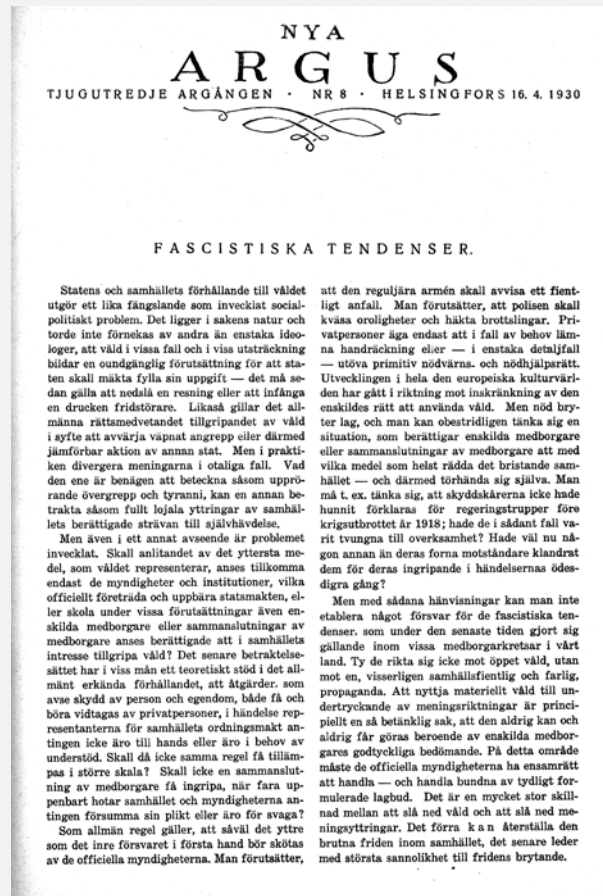 NYA
ARGUS
TJUGUTREDJE ARGÅNGEN · NR 8 · HELSINGFORS 16. 4. 1930
FASCISTISKA TENDENSER.
Statens och samhällets förhållande till våldet
utgör ett lika fängslande som invecklat social-
politiskt problem. Det ligger i sakens natur och
torde inte förnekas av andra än enstaka ideo-
loger, att våld i vissa fall och i viss utsträckning
bildar en oundgänglig förutsättning för att sta-
ten skall mäkta fylla sin uppgift — det må se-
dan gälla att nedslå en resning eller att infånga
en drucken fridstörare. Likaså gillar det all-
männa rättsmedvetandet tillgripandet av våld
i syfte att avvärja väpnat angrepp eller därmed
jämförbar aktion av annan stat. Men i prakti-
ken divergera meningarna i otaliga fall. Vad
den ene är benägen att beteckna såsom upprö-
rande övergrepp och tyranni, kan en annan be-
trakta såsom fullt lojala yttringar av samhäl-
lets berättigade strävan till självhävdelse.
Men även i ett annat avseende är problemet
invecklat. Skall anlitandet av det yttersta me-
del, som våldet representerar, anses tillkomma
endast de myndigheter och institutioner, vilka
officiellt företräda och uppbära statsmakten, el-
ler skola under vissa förutsättningar även en-
skilda medborgare eller sammanslutningar av
medborgare anses berättigade att i samhällets
intresse tillgripa våld? Det senare betraktelse-
sättet har i viss mån ett teoretiskt stöd i det all-
mänt erkända förhållandet, att åtgärder, som
avse skydd av person och egendom, både få och
böra vidtagas av privatpersoner, i händelse rep-
resentanterna för samhällets ordningsmakt an-
tingen icke äro till hands eller äro i behov av
understöd. Skall då icke samma regel få tilläm-
pas i större skala? Skall icke en sammanslut-
ning av medborgare få ingripa, när fara up-
penbart hotar samhället och myndigheterna an-
tingen försumma sin plikt eller äro för svaga?
Som allmän regel gäller, att såväl det yttre
som det inre försvaret i första hand bör skötas
av de officiella myndigheterna. Man förutsätter,
att den reguljära armén skall avvisa ett fient-
ligt anfall. Man förutsätter, att polisen skall
kväsa oroligheter och häkta brottslingar. Pri-
vatpersoner äga endast att i fall av behov läm-
na handräckning eller — i enstaka detaljfall
— utöva primitiv nödvärns- och nödhjälpsrätt.
Utvecklingen i hela den europeiska kulturvärl-
den har gått i riktning mot inskränkning av den
enskildes rätt att använda våld. Men nöd bry-
ter lag, och man kan obestridligen tänka sig en
situation, som berättigar enskilda medborgare
eller sammanslutningar av medborgare att med
vilka medel som helst rädda det bristande sam-
hället — och därmed törhända sig själva. Man
må t. ex. tänka sig, att skyddskårerna icke hade
hunnit förklaras för regeringstrupper före
krigsutbrottet år 1918; hade de i sådant fall va-
rit tvungna till overksamhet? Hade väl nu nå-
gon annan än deras forna motståndare klandrat
dem för deras ingripande i händelsernas ödes-
digra gång?
Men med sådana hänvisningar kan man inte
etablera något försvar för de fascistiska ten-
denser, som under den senaste tiden gjort sig
gällande inom vissa medborgarkretsar i vårt
land. Ty de rikta sig icke mot öppet våld, utan
mot en, visserligen samhällsfientlig och farlig,
propaganda. Att nyttja materiellt våld till un-
dertryckande av meningsriktningar är princi-
piellt en så betänklig sak, att den aldrig kan och
aldrig får göras beroende av enskilda medbor-
gares godtyckliga bedömande. På detta område
måste de officiella myndigheterna ha ensamrätt
att handla — och handla bundna av tydligt for-
mulerade lagbud. Det är en mycket stor skill-
nad mellan att slå ned våld och att slå ned me-
ningsyttringar. Det förra kan återställa den
brutna friden inom samhället, det senare leder
med största sannolikhet till fridens brytande.